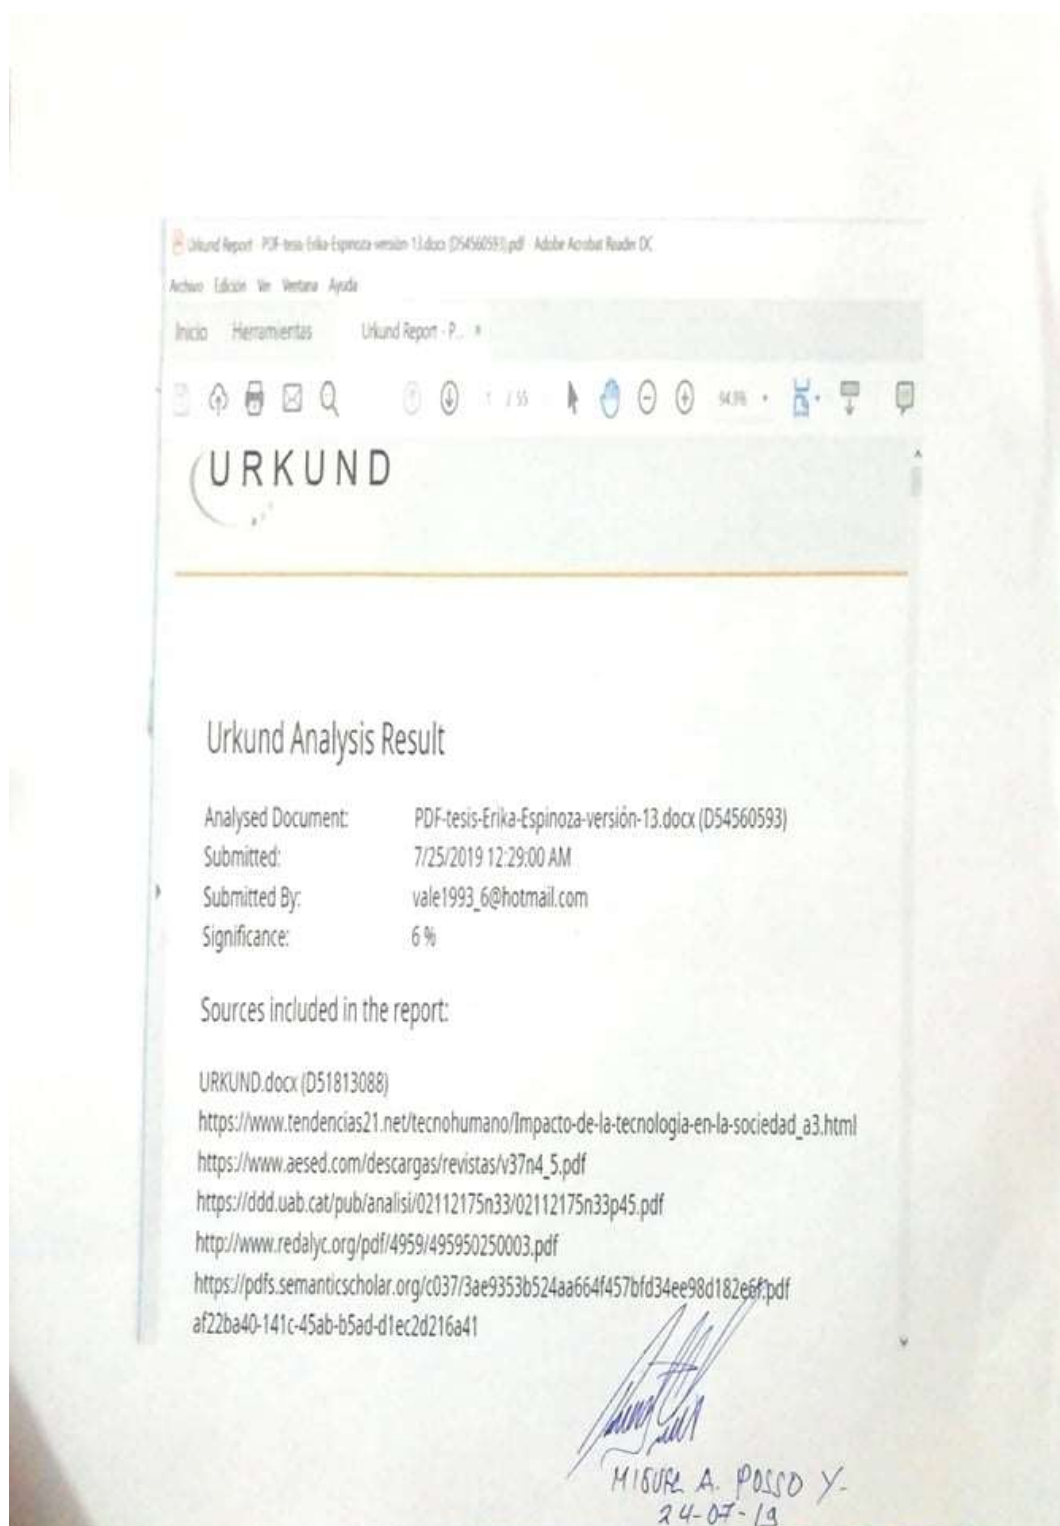 Urkund Report - PDF-tesis-Erika-Espinoza-versión-13.docx (D54560593).pdf - Adobe Acrobat Reader DC
Archivo Edición Ver Ventana Ayuda
Inicio Herramientas Urkund Report - P... ×
1 / 55 94.9%
URKUND
Urkund Analysis Result
Analysed Document: PDF-tesis-Erika-Espinoza-versión-13.docx (D54560593)
Submitted: 7/25/2019 12:29:00 AM
Submitted By: vale1993_6@hotmail.com
Significance: 6 %
Sources included in the report:
URKUND.docx (D51813088)
https://www.tendencias21.net/tecnohumano/Impacto-de-la-tecnologia-en-la-sociedad_a3.html
https://www.aesed.com/descargas/revistas/v37n4_5.pdf
https://ddd.uab.cat/pub/analisi/02112175n33/02112175n33p45.pdf
http://www.redalyc.org/pdf/4959/495950250003.pdf
https://pdfs.semanticscholar.org/c037/3ae9353b524aa664f457bfd34ee98d182e6f.pdf
af22ba40-141c-45ab-b5ad-d1ec2d216a41
MIGUEL A. POSSO Y.
24-07-19